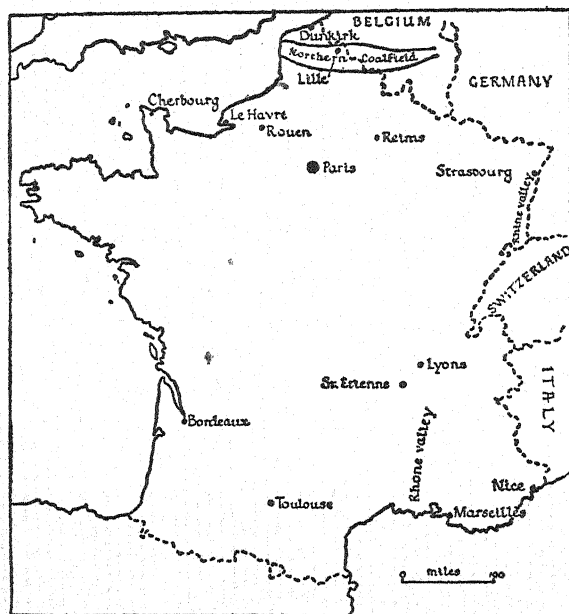 BELGIUM
Dunkirk
Northern Coalfield
Lille
GERMANY
Cherbourg
Le Havre
Rouen
Reims
Paris
Strasbourg
Rhine valley
SWITZERLAND
Lyons
St. Etienne
ITALY
Bordeaux
Rhone valley
Nice
Toulouse
Marseilles
miles